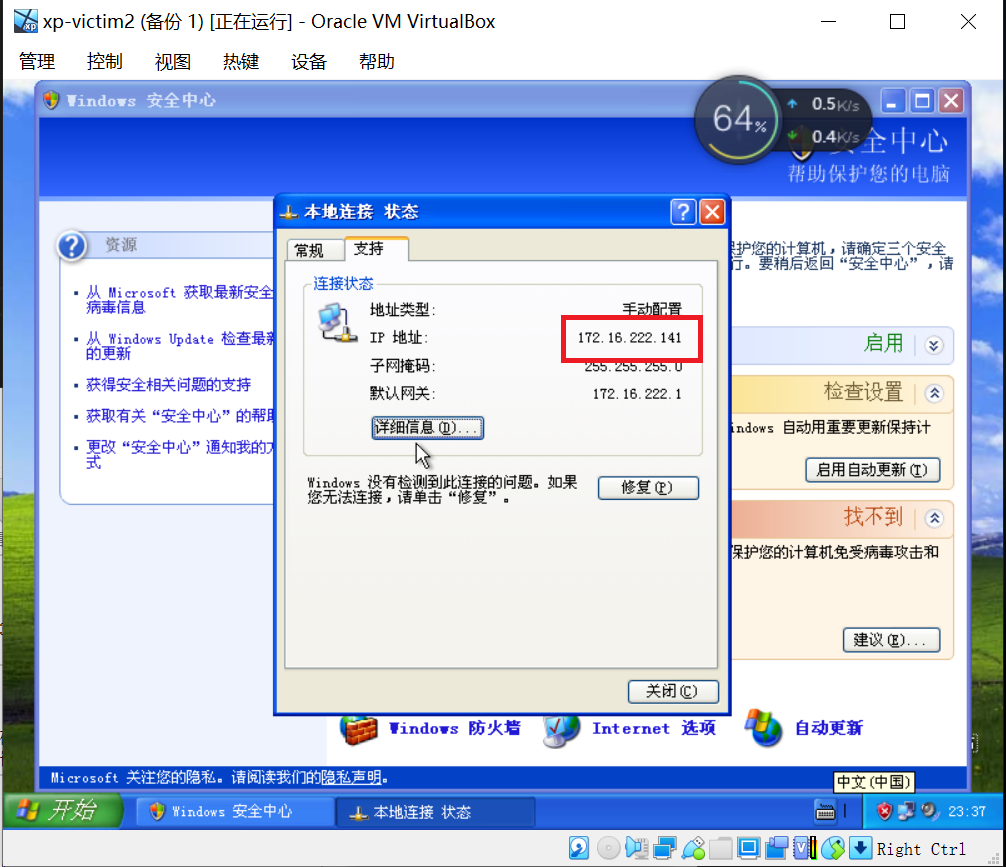 xp-victim2 (备份 1) [正在运行] - Oracle VM VirtualBox
管理 控制 视图 热键 设备 帮助
Windows 安全中心
64%
0.5K/s
0.4K/s
安全中心
帮助保护您的电脑
资源
从 Microsoft 获取最新安全
病毒信息
从 Windows Update 检查最新
的更新
获得安全相关问题的支持
获取有关“安全中心”的帮助
更改“安全中心”通知我的方
式
本地连接 状态
常规 支持
连接状态
地址类型: 手动配置
IP 地址: 172.16.222.141
子网掩码: 255.255.255.0
默认网关: 172.16.222.1
详细信息(D)...
Windows 没有检测到此连接的问题。如果
您无法连接，请单击“修复”。
修复(P)
关闭(C)
保护您的计算机，请确定三个安全
行。要稍后返回“安全中心”，请
启用
检查设置
indows 自动用重要更新保持计
启用自动更新(T)
找不到
保护您的计算机免受病毒攻击和
建议(E)...
Windows 防火墙 Internet 选项 自动更新
Microsoft 关注您的隐私。请阅读我们的隐私声明。
中文(中国)
开始 Windows 安全中心 本地连接 状态 23:37
Right Ctrl